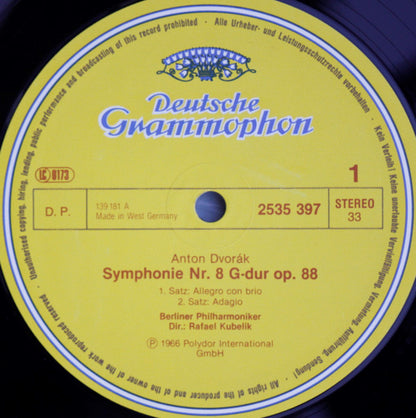 Deutsche
Grammophon
LC 0173
1
D. P.
139 181 A
Made in West Germany
2535 397
STEREO
33
Anton Dvorák
Symphonie Nr. 8 G-dur op. 88
1. Satz: Allegro con brio
2. Satz: Adagio
Berliner Philharmoniker
Dir.: Rafael Kubelik
Ⓟ 1966 Polydor International
GmbH
Alle Urheber- und Leistungsschutzrechte vorbehalten · Kein Verleih! Keine unerlaubte Vervielfältigung, Vermietung, Aufführung, Sendung! · All rights of the producer and of the owner of the work reproduced reserved · Unauthorised copying, hiring, lending, public performance and broadcasting of this record prohibited ·